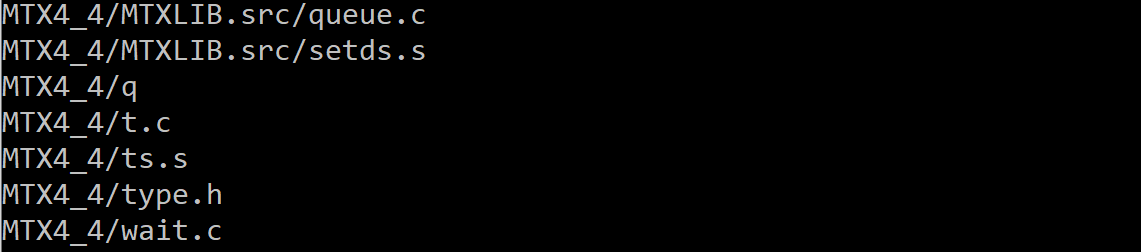 MTX4_4/MTXLIB.src/queue.c
MTX4_4/MTXLIB.src/setds.s
MTX4_4/q
MTX4_4/t.c
MTX4_4/ts.s
MTX4_4/type.h
MTX4_4/wait.c